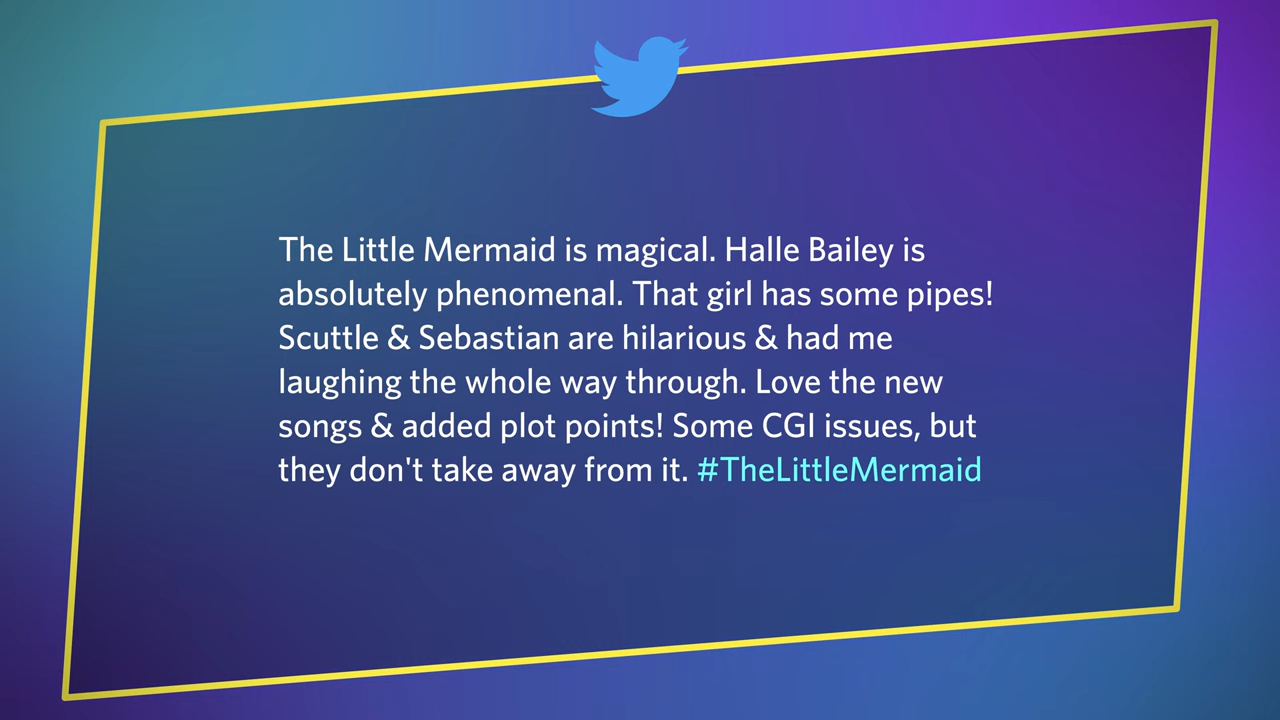 The Little Mermaid is magical. Halle Bailey is
absolutely phenomenal. That girl has some pipes!
Scuttle & Sebastian are hilarious & had me
laughing the whole way through. Love the new
songs & added plot points! Some CGI issues, but
they don't take away from it. #TheLittleMermaid